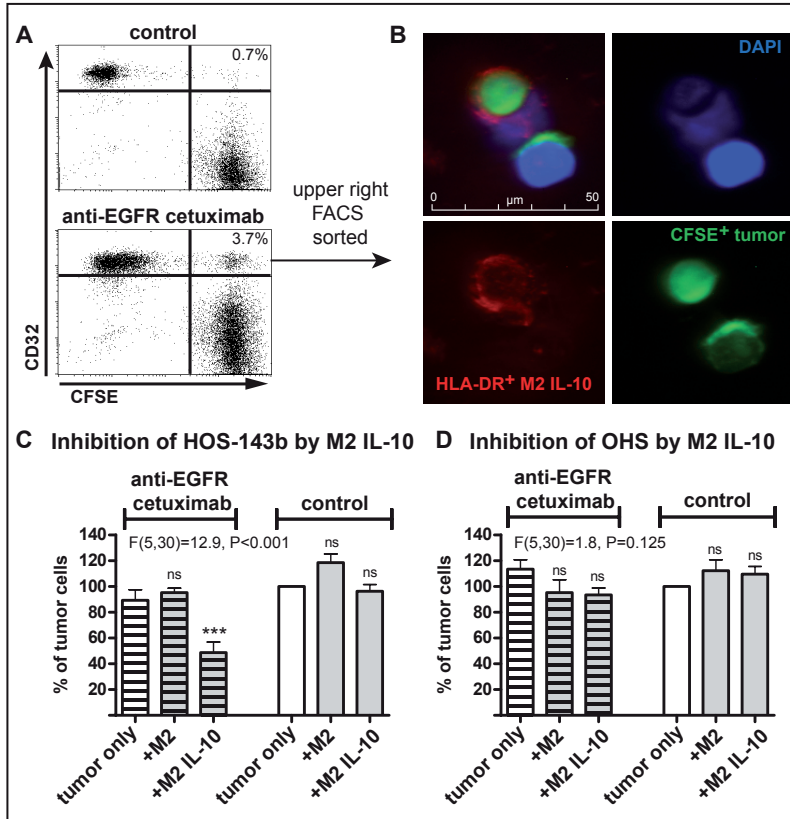 A
control
0.7%
anti-EGFR cetuximab
3.7%
CD32
CFSE
upper right
FACS
sorted
B
DAPI
0 µm 50
CFSE+ tumor
HLA-DR+ M2 IL-10
C Inhibition of HOS-143b by M2 IL-10
anti-EGFR
cetuximab
control
F(5,30)=12.9, P<0.001
% of tumor cells
140
120
100
80
60
40
20
ns
***
ns
ns
tumor only
+M2
+M2 IL-10
tumor only
+M2
+M2 IL-10
D Inhibition of OHS by M2 IL-10
anti-EGFR
cetuximab
control
F(5,30)=1.8, P=0.125
% of tumor cells
140
120
100
80
60
40
20
ns
ns
ns
ns
tumor only
+M2
+M2 IL-10
tumor only
+M2
+M2 IL-10